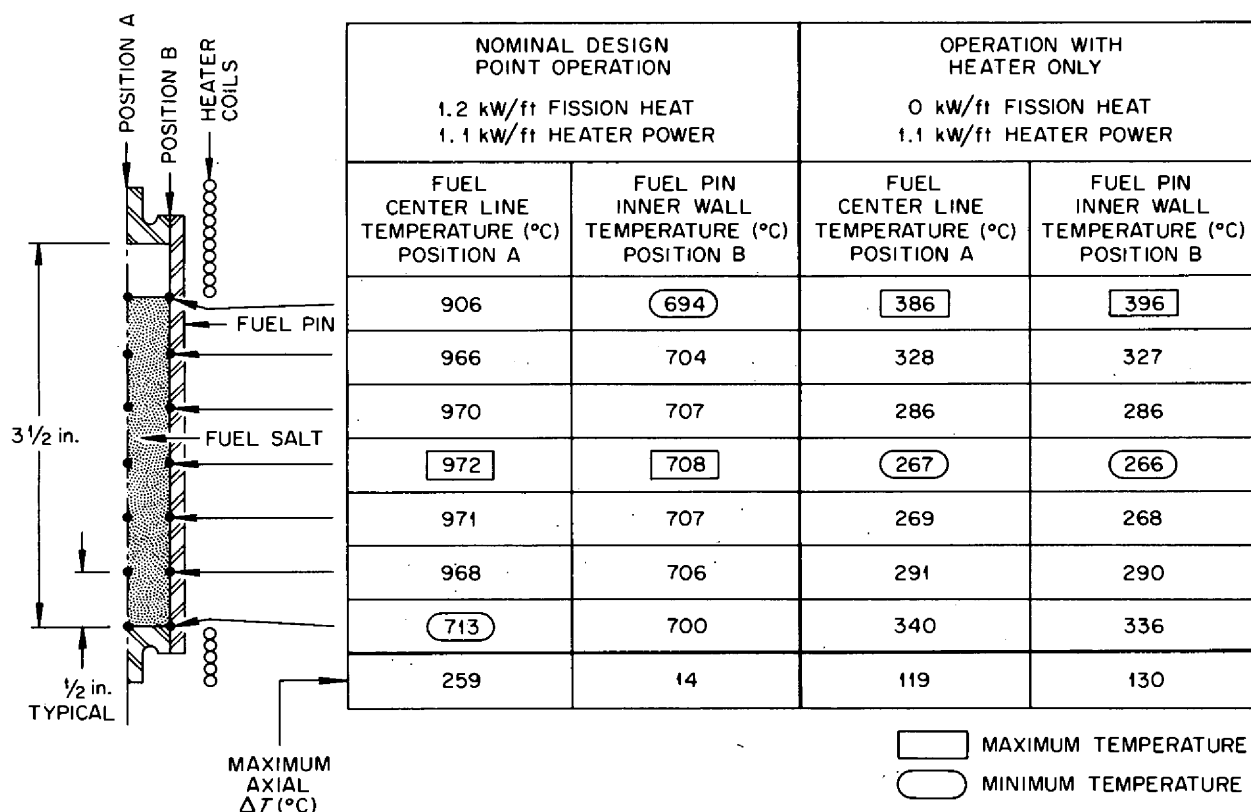 POSITION A
POSITION B
HEATER
COILS
NOMINAL DESIGN
POINT OPERATION
1.2 kW/ft FISSION HEAT
1.1 kW/ft HEATER POWER
OPERATION WITH
HEATER ONLY
0 kW/ft FISSION HEAT
1.1 kW/ft HEATER POWER
FUEL
CENTER LINE
TEMPERATURE (°C)
POSITION A
FUEL PIN
INNER WALL
TEMPERATURE (°C)
POSITION B
FUEL
CENTER LINE
TEMPERATURE (°C)
POSITION A
FUEL PIN
INNER WALL
TEMPERATURE (°C)
POSITION B
906 694 386 396
FUEL PIN
966 704 328 327
970 707 286 286
3 1/2 in.
FUEL SALT
972 708 267 266
971 707 269 268
968 706 291 290
713 700 340 336
1/2 in.
TYPICAL
259 14 119 130
MAXIMUM
AXIAL
ΔT (°C)
MAXIMUM TEMPERATURE
MINIMUM TEMPERATURE